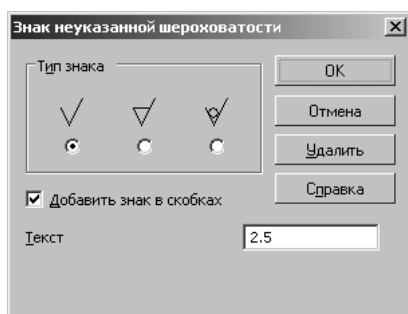 Знак неуказанной шероховатости
Тип знака
OK
Отмена
Удалить
Справка
Добавить знак в скобках
Текст
2.5